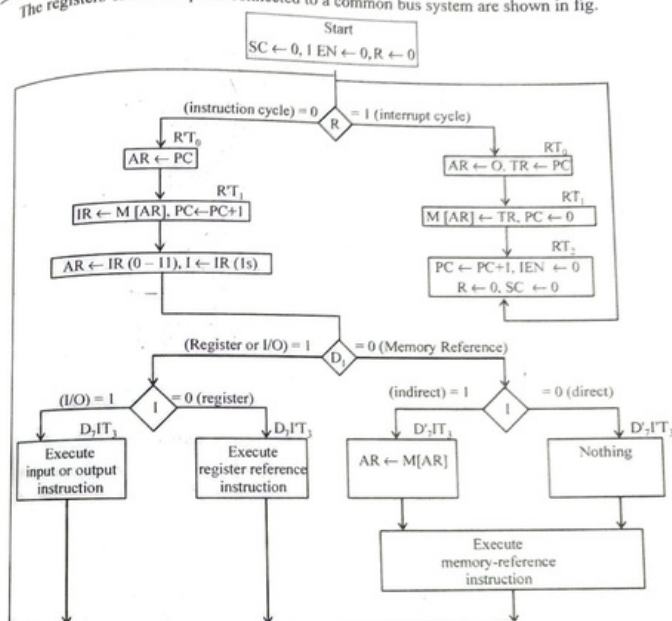 The registers connected to a common bus system are shown in fig.
Start
SC ← 0, I EN ← 0, R ← 0
(instruction cycle) = 0
R
= 1 (interrupt cycle)
R'T₀
AR ← PC
R'T₁
IR ← M [AR], PC←PC+1
AR ← IR (0 – 11), I ← IR (1s)
RT₀
AR ← O, TR ← PC
RT₁
M [AR] ← TR, PC ← 0
RT₂
PC ← PC+1, IEN ← 0
R ← 0, SC ← 0
(Register or I/O) = 1
D₁
= 0 (Memory Reference)
(I/O) = 1
I
= 0 (register)
(indirect) = 1
I
= 0 (direct)
D₇IT₃
Execute
input or output
instruction
D₇I'T₃
Execute
register reference
instruction
D'₇IT₃
AR ← M[AR]
D'₇I'T₃
Nothing
Execute
memory-reference
instruction